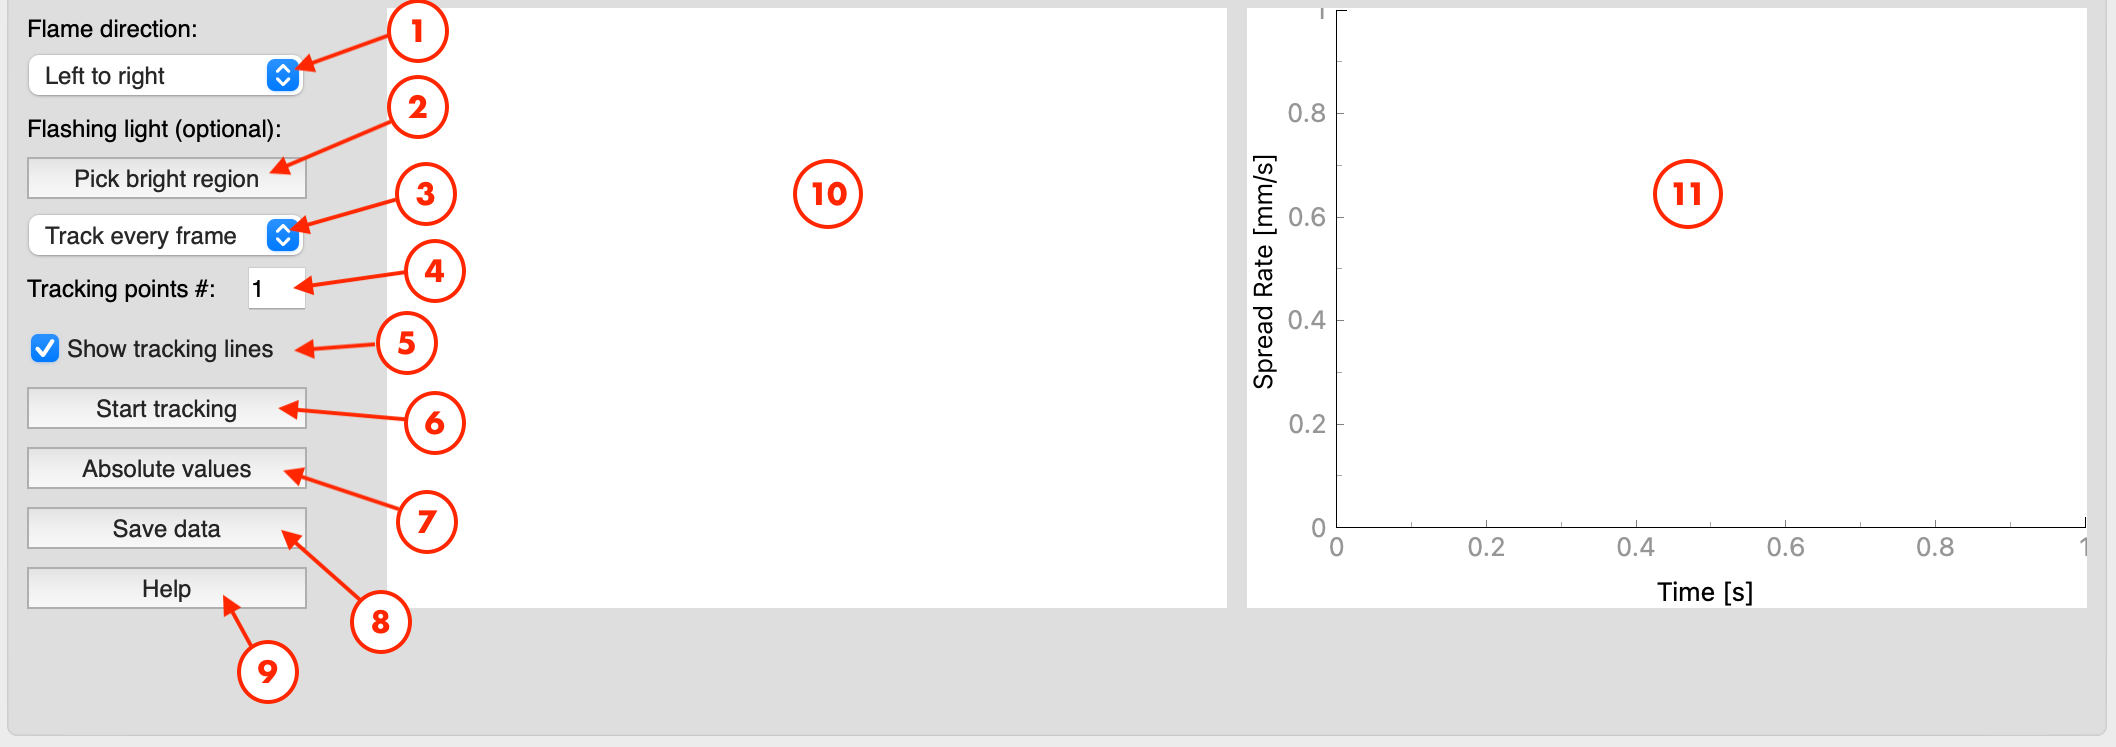 Flame direction:
Left to right
Flashing light (optional):
Pick bright region
Track every frame
Tracking points #: 1
Show tracking lines
Start tracking
Absolute values
Save data
Help
1
2
3
4
5
6
7
8
9
10
11
Spread Rate [mm/s]
1
0.8
0.6
0.4
0.2
0
0 0.2 0.4 0.6 0.8 1
Time [s]